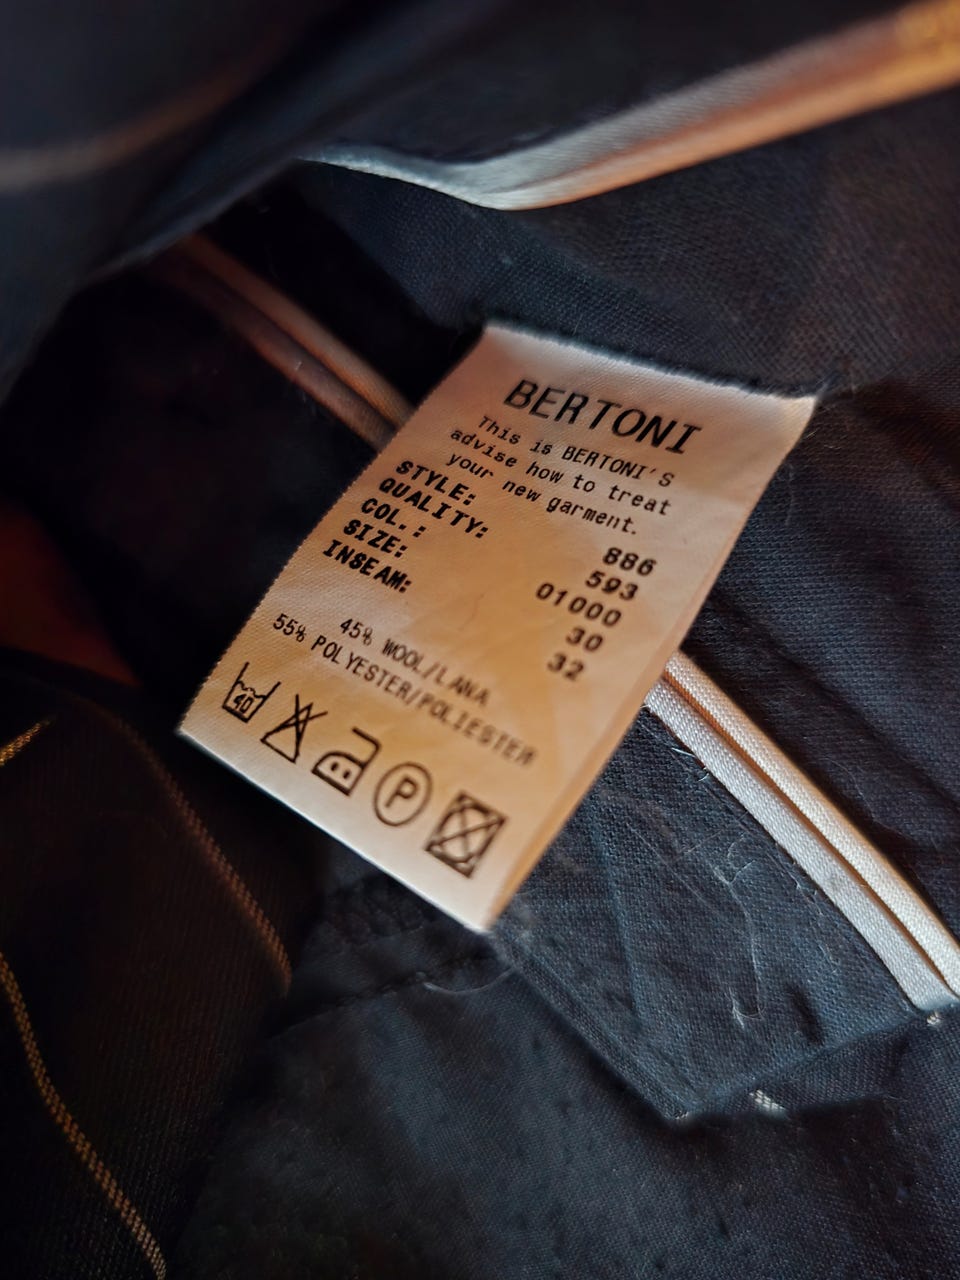 BERTONI
This is BERTONI'S
advise how to treat
your new garment.
STYLE: 886
QUALITY: 593
COL.: 01000
SIZE: 30
INSEAM: 32
45% WOOL/LANA
55% POLYESTER/POLIESTER
40
P